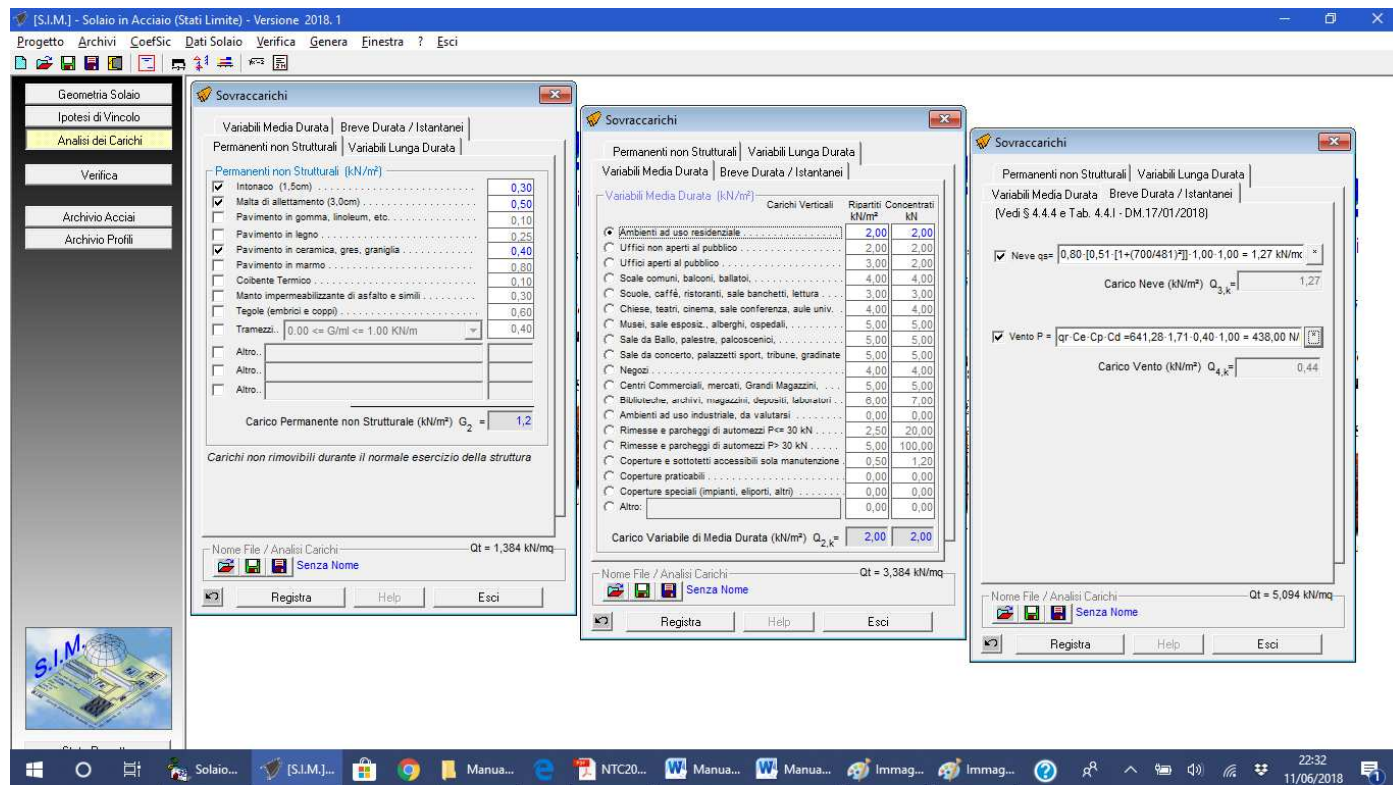 [S.I.M.] - Solaio in Acciaio (Stati Limite) - Versione 2018. 1
Progetto Archivi CoefSic Dati Solaio Verifica Genera Finestra ? Esci
Geometria Solaio
Ipotesi di Vincolo
Analisi dei Carichi
Verifica
Archivio Acciai
Archivio Profili
S.I.M.
Sovraccarichi
Variabili Media Durata Breve Durata / Istantanei
Permanenti non Strutturali Variabili Lunga Durata
Permanenti non Strutturali (kN/m²)
Intonaco (1,5cm) 0,30
Malta di allettamento (3,0cm) 0,50
Pavimento in gomma, linoleum, etc. 0,10
Pavimento in legno 0,25
Pavimento in ceramica, gres, graniglia 0,40
Pavimento in marmo 0,80
Coibente Termico 0,10
Manto impermeabilizzante di asfalto e simili 0,30
Tegole (embrici e coppi) 0,60
Tramezzi.. 0.00 <= G/ml <= 1.00 KN/m 0,40
Altro..
Altro..
Altro..
Carico Permanente non Strutturale (kN/m²) G2 = 1,2
Carichi non rimovibili durante il normale esercizio della struttura
Nome File / Analisi Carichi Qt = 1,384 kN/mq
Senza Nome
Registra Help Esci
Sovraccarichi
Permanenti non Strutturali Variabili Lunga Durata
Variabili Media Durata Breve Durata / Istantanei
Variabili Media Durata (kN/m²) Carichi Verticali Ripartiti Concentrati
kN/m² kN
Ambienti ad uso residenziale 2,00 2,00
Uffici non aperti al pubblico 2,00 2,00
Uffici aperti al pubblico 3,00 2,00
Scale comuni, balconi, ballatoi, 4,00 4,00
Scuole, caffè, ristoranti, sale banchetti, lettura 3,00 3,00
Chiese, teatri, cinema, sale conferenza, aule univ. 4,00 4,00
Musei, sale esposiz., alberghi, ospedali, 5,00 5,00
Sale da Ballo, palestre, palcoscenici, 5,00 5,00
Sale da concerto, palazzetti sport, tribune, gradinate 5,00 5,00
Negozi 4,00 4,00
Centri Commerciali, mercati, Grandi Magazzini, 5,00 5,00
Biblioteche, archivi, magazzini, depositi, laboratori 6,00 7,00
Ambienti ad uso industriale, da valutarsi 0,00 0,00
Rimesse e parcheggi di automezzi P<= 30 kN 2,50 20,00
Rimesse e parcheggi di automezzi P> 30 kN 5,00 100,00
Coperture e sottotetti accessibili sola manutenzione 0,50 1,20
Coperture praticabili 0,00 0,00
Coperture speciali (impianti, eliporti, altri) 0,00 0,00
Altro: 0,00 0,00
Carico Variabile di Media Durata (kN/m²) Q2,k= 2,00 2,00
Nome File / Analisi Carichi Qt = 3,384 kN/mq
Senza Nome
Registra Help Esci
Sovraccarichi
Permanenti non Strutturali Variabili Lunga Durata
Variabili Media Durata Breve Durata / Istantanei
(Vedi § 4.4.4 e Tab. 4.4.I - DM.17/01/2018)
Neve qs= 0,80·[0,51·[1+(700/481)²]]·1,00·1,00 = 1,27 kN/mc *
Carico Neve (kN/m²) Q3,k= 1,27
Vento P = qr·Ce·Cp·Cd =641,28·1,71·0,40·1,00 = 438,00 N/ *
Carico Vento (kN/m²) Q4,k= 0,44
Nome File / Analisi Carichi Qt = 5,094 kN/mq
Senza Nome
Registra Help Esci
Solaio... [S.I.M.]... Manua... NTC20... Manua... Manua... Immag... Immag... 22:32
11/06/2018